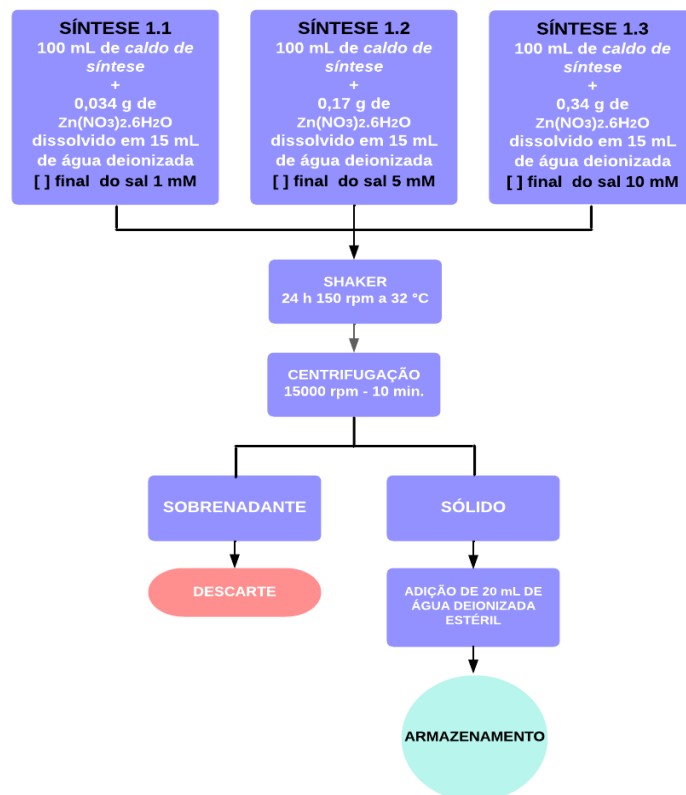 SÍNTESE 1.1
100 mL de caldo de
síntese
+
0,034 g de
Zn(NO3)2.6H2O
dissolvido em 15 mL
de água deionizada
[ ] final do sal 1 mM
SÍNTESE 1.2
100 mL de caldo de
síntese
+
0,17 g de
Zn(NO3)2.6H2O
dissolvido em 15 mL
de água deionizada
[ ] final do sal 5 mM
SÍNTESE 1.3
100 mL de caldo de
síntese
+
0,34 g de
Zn(NO3)2.6H2O
dissolvido em 15 mL
de água deionizada
[ ] final do sal 10 mM
SHAKER
24 h 150 rpm a 32 °C
CENTRIFUGAÇÃO
15000 rpm - 10 min.
SOBRENADANTE
SÓLIDO
DESCARTE
ADIÇÃO DE 20 mL DE
ÁGUA DEIONIZADA
ESTÉRIL
ARMAZENAMENTO